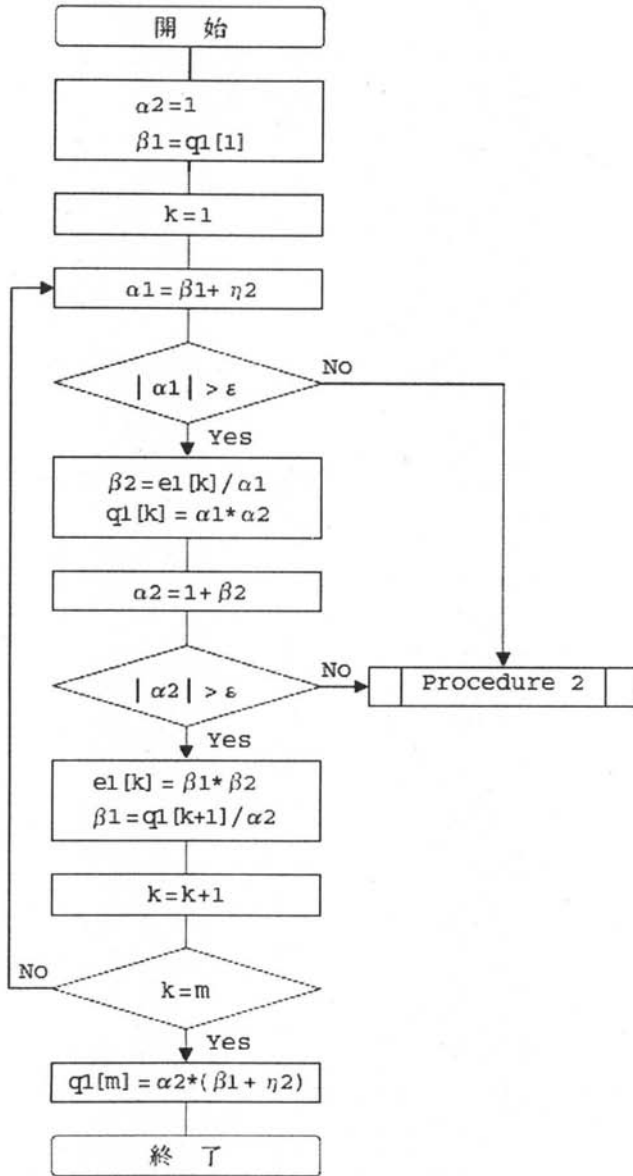 開 始
α2=1
β1=q1[1]
k=1
α1=β1+ η2
|α1|>ε
No
Yes
β2=e1[k]/α1
q1[k]=α1*α2
α2=1+β2
|α2|>ε
No
Procedure 2
Yes
e1[k]=β1*β2
β1=q1[k+1]/α2
k=k+1
No
k=m
Yes
q1[m]=α2*(β1+ η2)
終 了